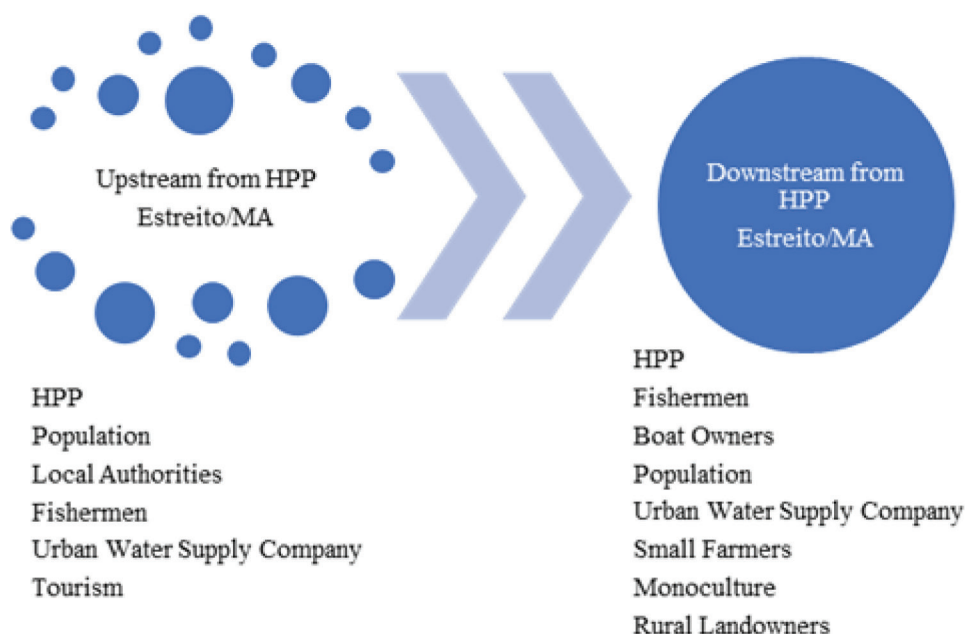 Upstream from HPP
Estreito/MA
HPP
Population
Local Authorities
Fishermen
Urban Water Supply Company
Tourism
Downstream from
HPP
Estreito/MA
HPP
Fishermen
Boat Owners
Population
Urban Water Supply Company
Small Farmers
Monoculture
Rural Landowners